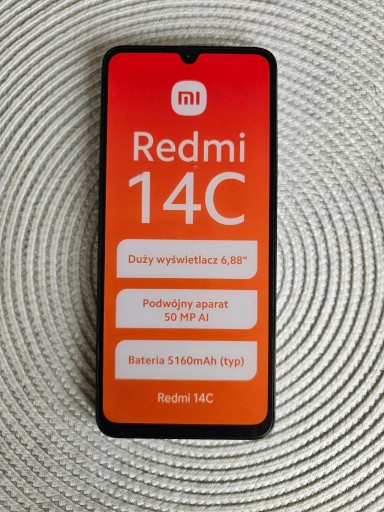 mi
Redmi
14C
Duży wyświetlacz 6,88"
Podwójny aparat
50 MP AI
Bateria 5160mAh (typ)
Redmi 14C